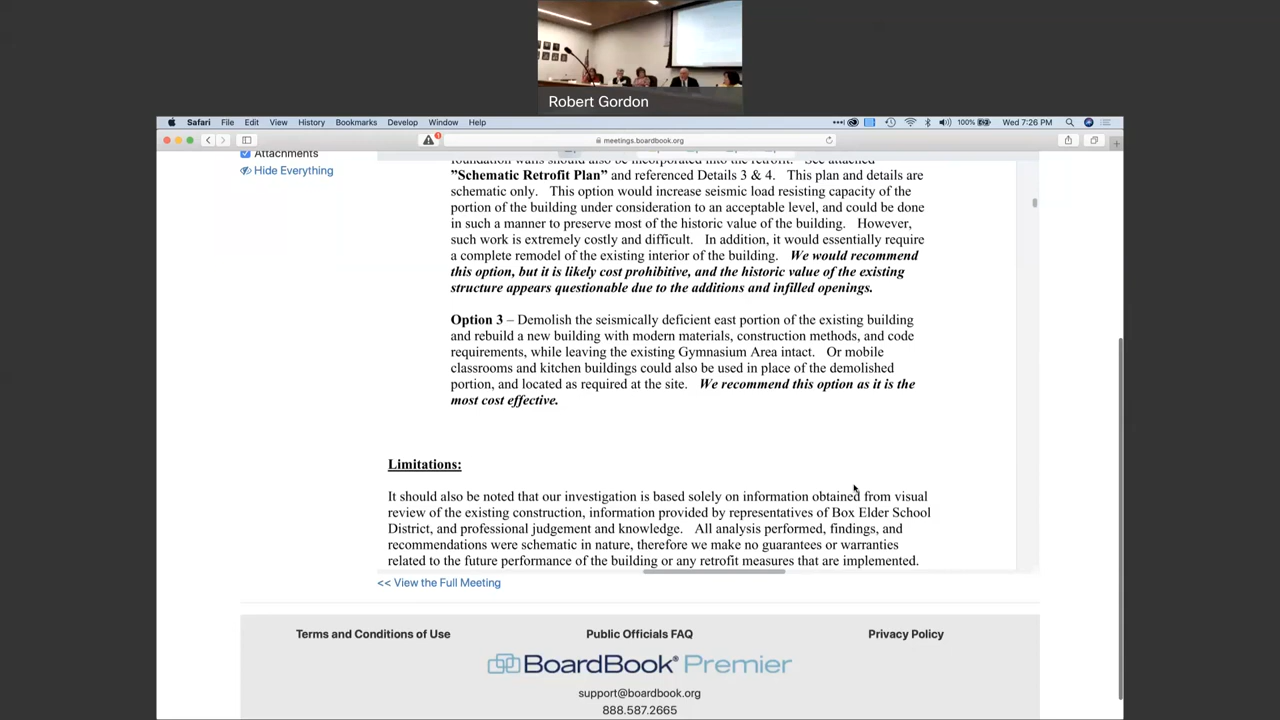 Robert Gordon
Safari File Edit View History Bookmarks Develop Window Help 100% Wed 7:26 PM
meetings.boardbook.org
Attachments
Hide Everything
foundation walls should also be incorporated into the retrofit. See attached
”Schematic Retrofit Plan” and referenced Details 3 & 4. This plan and details are
schematic only. This option would increase seismic load resisting capacity of the
portion of the building under consideration to an acceptable level, and could be done
in such a manner to preserve most of the historic value of the building. However,
such work is extremely costly and difficult. In addition, it would essentially require
a complete remodel of the existing interior of the building. We would recommend
this option, but it is likely cost prohibitive, and the historic value of the existing
structure appears questionable due to the additions and infilled openings.
Option 3 – Demolish the seismically deficient east portion of the existing building
and rebuild a new building with modern materials, construction methods, and code
requirements, while leaving the existing Gymnasium Area intact. Or mobile
classrooms and kitchen buildings could also be used in place of the demolished
portion, and located as required at the site. We recommend this option as it is the
most cost effective.
Limitations:
It should also be noted that our investigation is based solely on information obtained from visual
review of the existing construction, information provided by representatives of Box Elder School
District, and professional judgement and knowledge. All analysis performed, findings, and
recommendations were schematic in nature, therefore we make no guarantees or warranties
related to the future performance of the building or any retrofit measures that are implemented.
<< View the Full Meeting
Terms and Conditions of Use Public Officials FAQ Privacy Policy
BoardBook® Premier
support@boardbook.org
888.587.2665